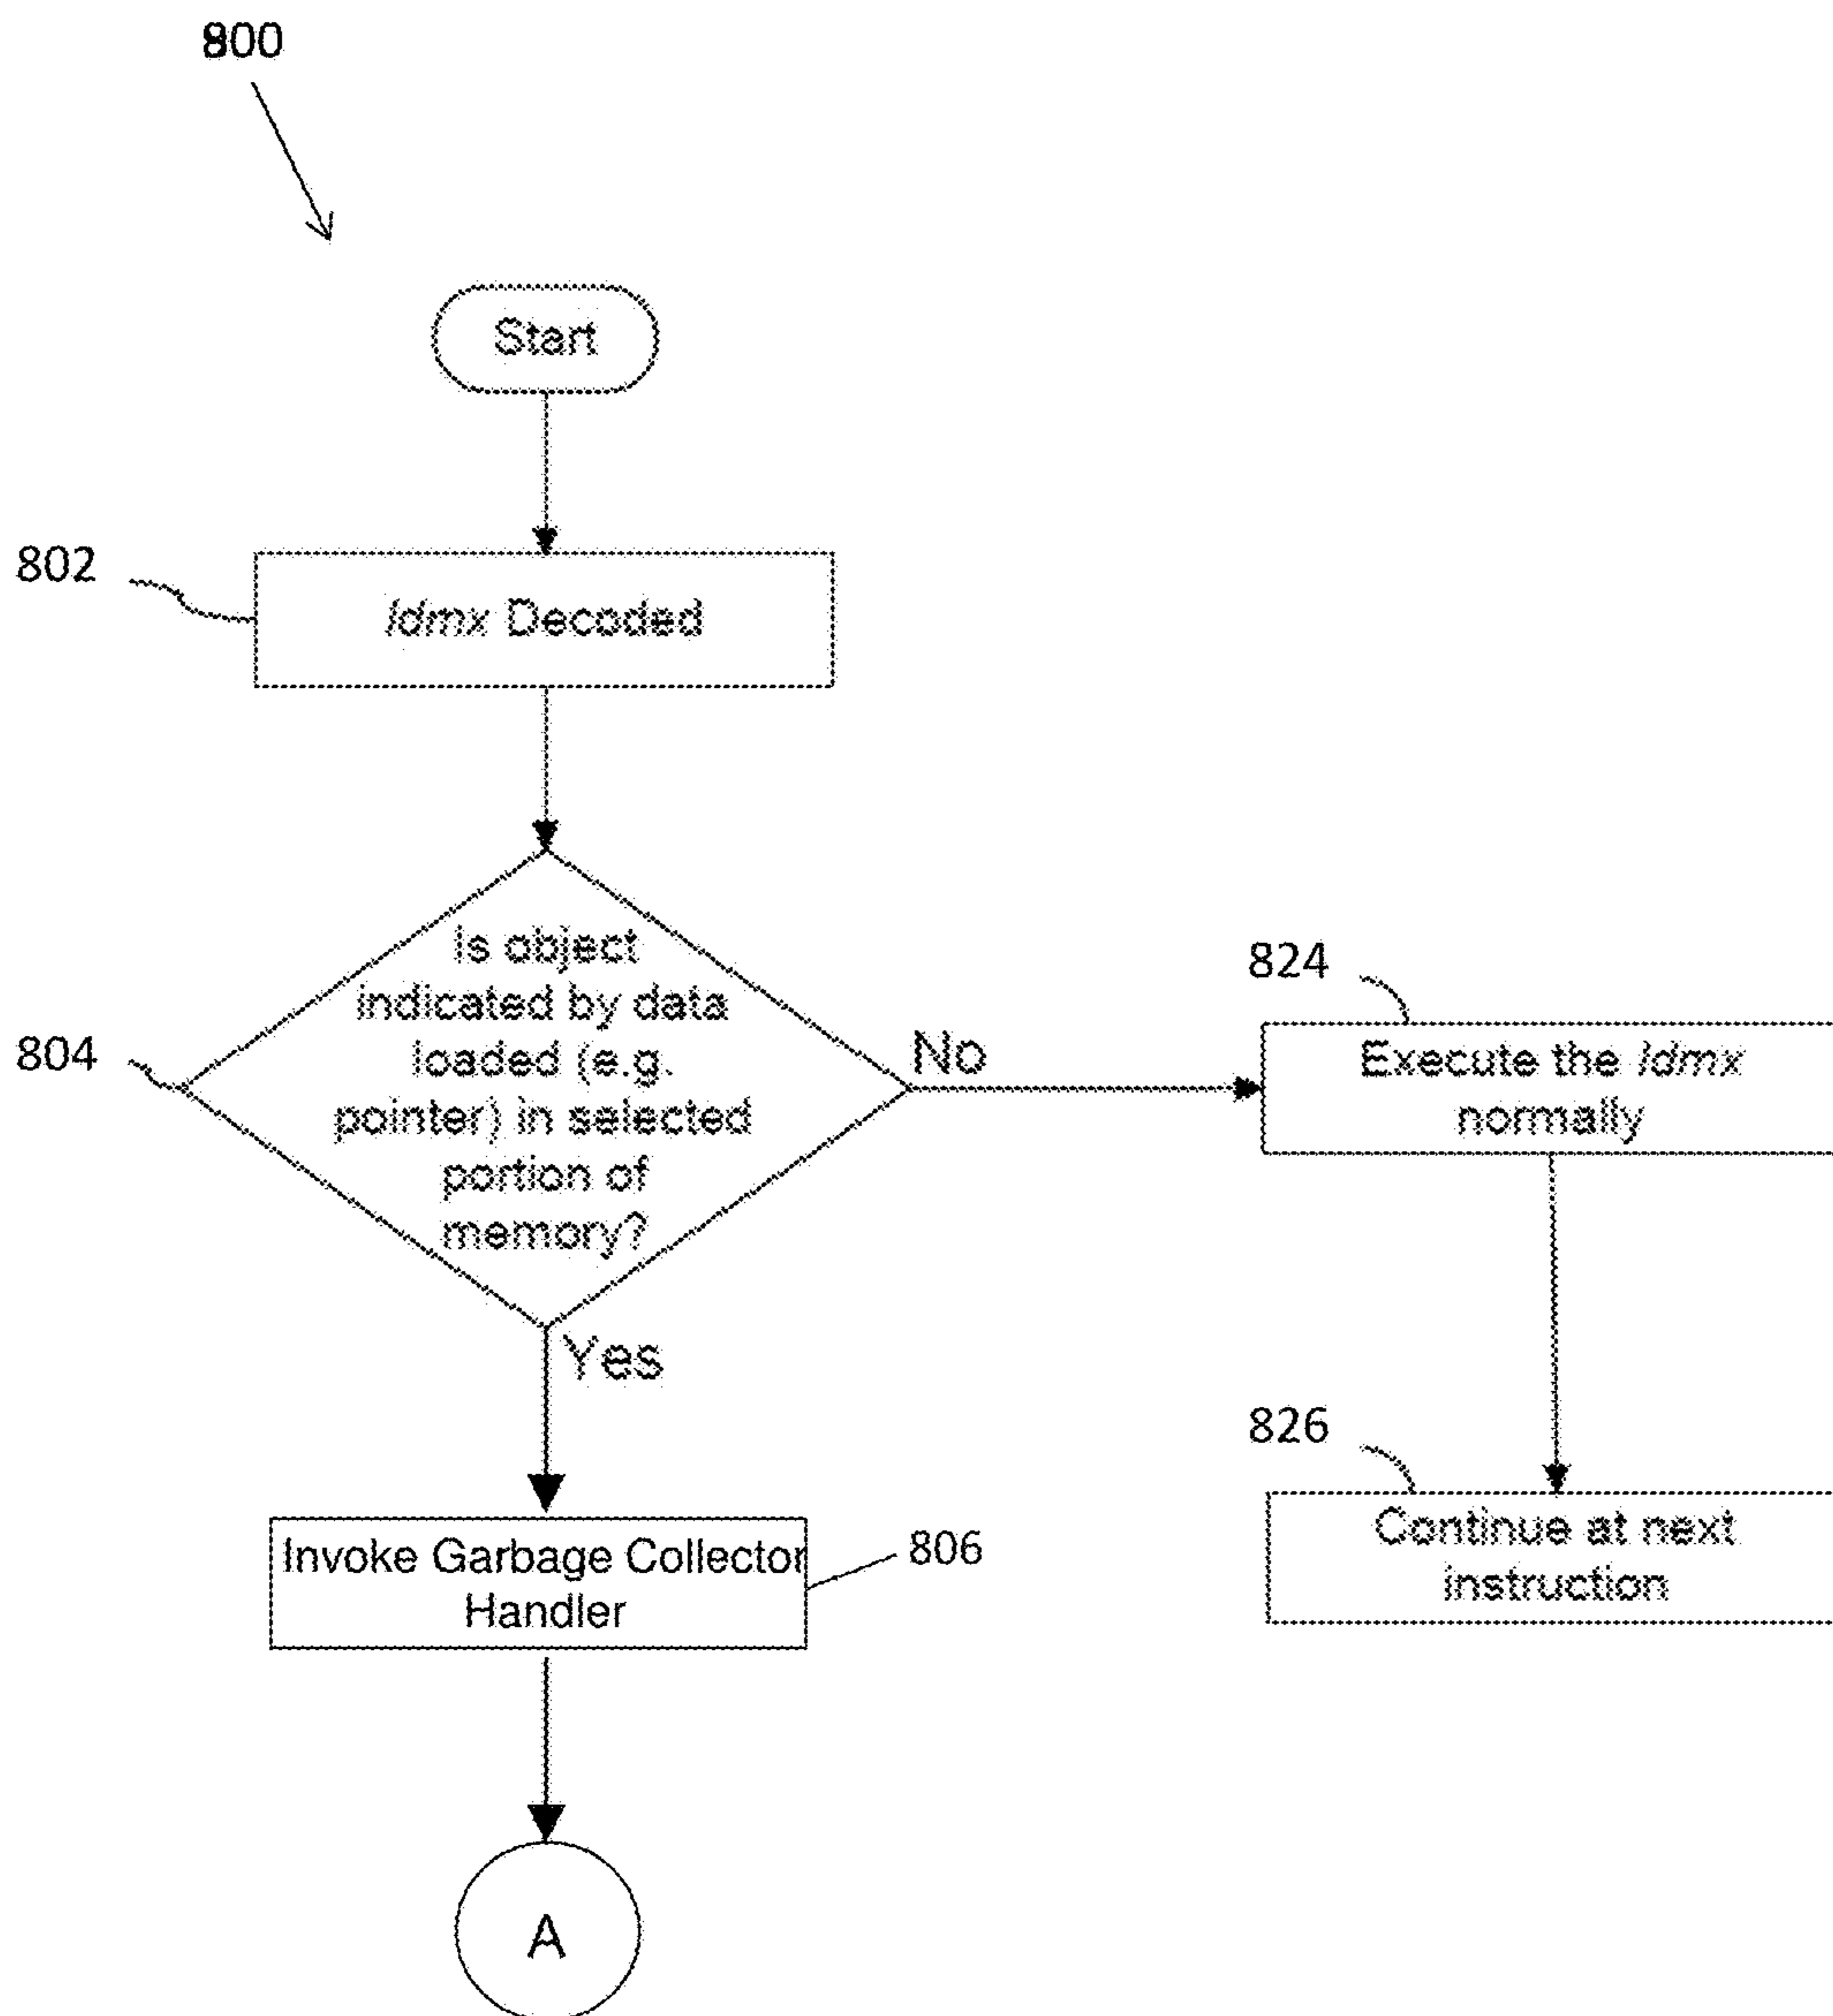 800
Start
802
ldmx Decoded
Is object
indicated by data
loaded (e.g.
pointer) in selected
portion of
memory?
804
No
824
Execute the ldmx
normally
Yes
826
Continue at next
instruction
Invoke Garbage Collector
Handler
806
A